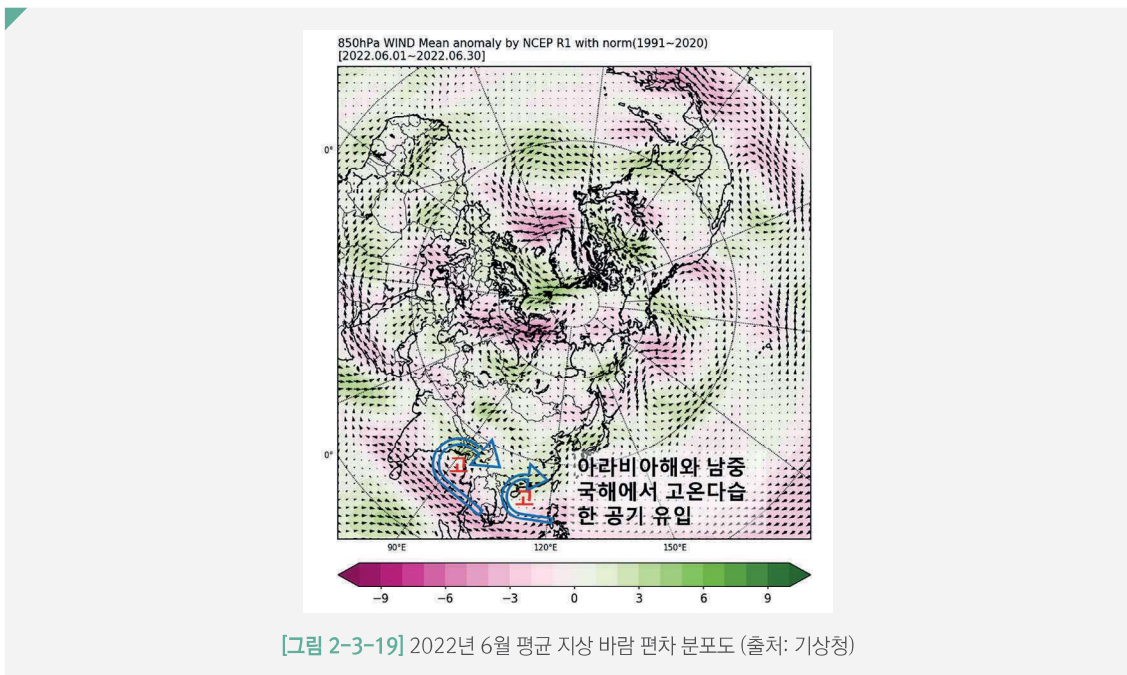 850hPa WIND Mean anomaly by NCEP R1 with norm(1991~2020)
[2022.06.01~2022.06.30]
0°
0°
고
고
아라비아해와 남중
국해에서 고온다습
한 공기 유입
90°E 120°E 150°E
−9 −6 −3 0 3 6 9
[그림 2-3-19] 2022년 6월 평균 지상 바람 편차 분포도 (출처: 기상청)